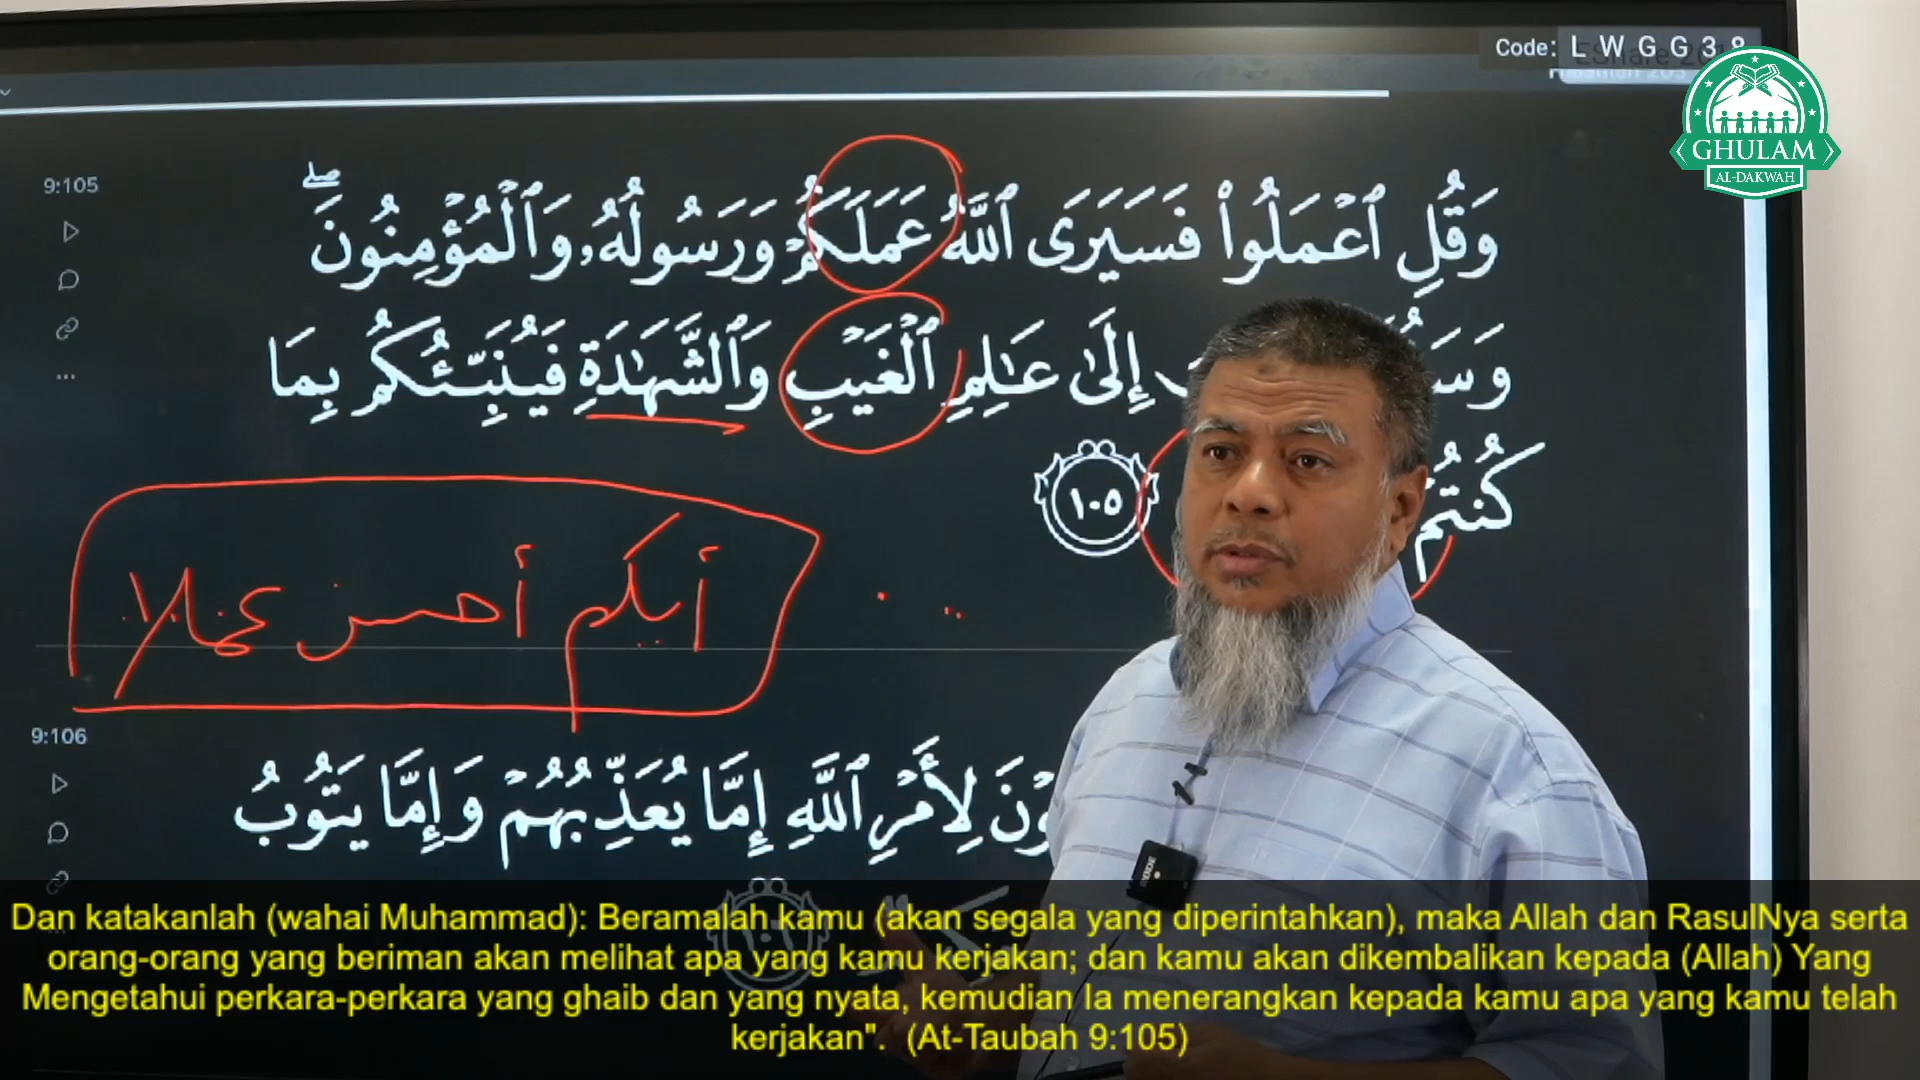 Code: L W G G 3 8
GHULAM
AL-DAKWAH
9:105
وَقُلِ ٱعْمَلُوا۟ فَسَيَرَى ٱللَّهُ عَمَلَكُمْ وَرَسُولُهُۥ وَٱلْمُؤْمِنُونَ ۖ
إِلَىٰ عَـٰلِمِ ٱلْغَيْبِ وَٱلشَّهَـٰدَةِ فَيُنَبِّئُكُم بِمَا
كُنتُمْ
١٠٥
أيكم أحسن عملا
9:106
لِأَمْرِ ٱللَّهِ إِمَّا يُعَذِّبُهُمْ وَإِمَّا يَتُوبُ
Dan katakanlah (wahai Muhammad): Beramalah kamu (akan segala yang diperintahkan), maka Allah dan RasulNya serta
orang-orang yang beriman akan melihat apa yang kamu kerjakan; dan kamu akan dikembalikan kepada (Allah) Yang
Mengetahui perkara-perkara yang ghaib dan yang nyata, kemudian Ia menerangkan kepada kamu apa yang kamu telah
kerjakan". (At-Taubah 9:105)